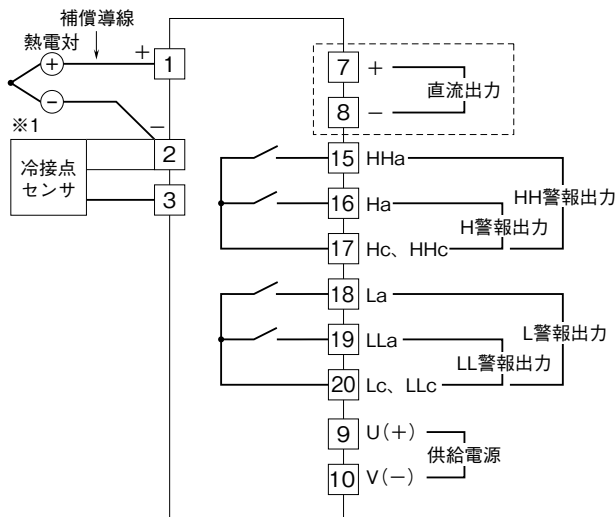 補償導線
熱電対
+
+
1
−
−
※1
2
冷接点
センサ
3
7
+
直流出力
8
−
15
HHa
HH警報出力
16
Ha
H警報出力
17
Hc、HHc
18
La
L警報出力
19
LLa
LL警報出力
20
Lc、LLc
9
U(+)
供給電源
10
V(−)